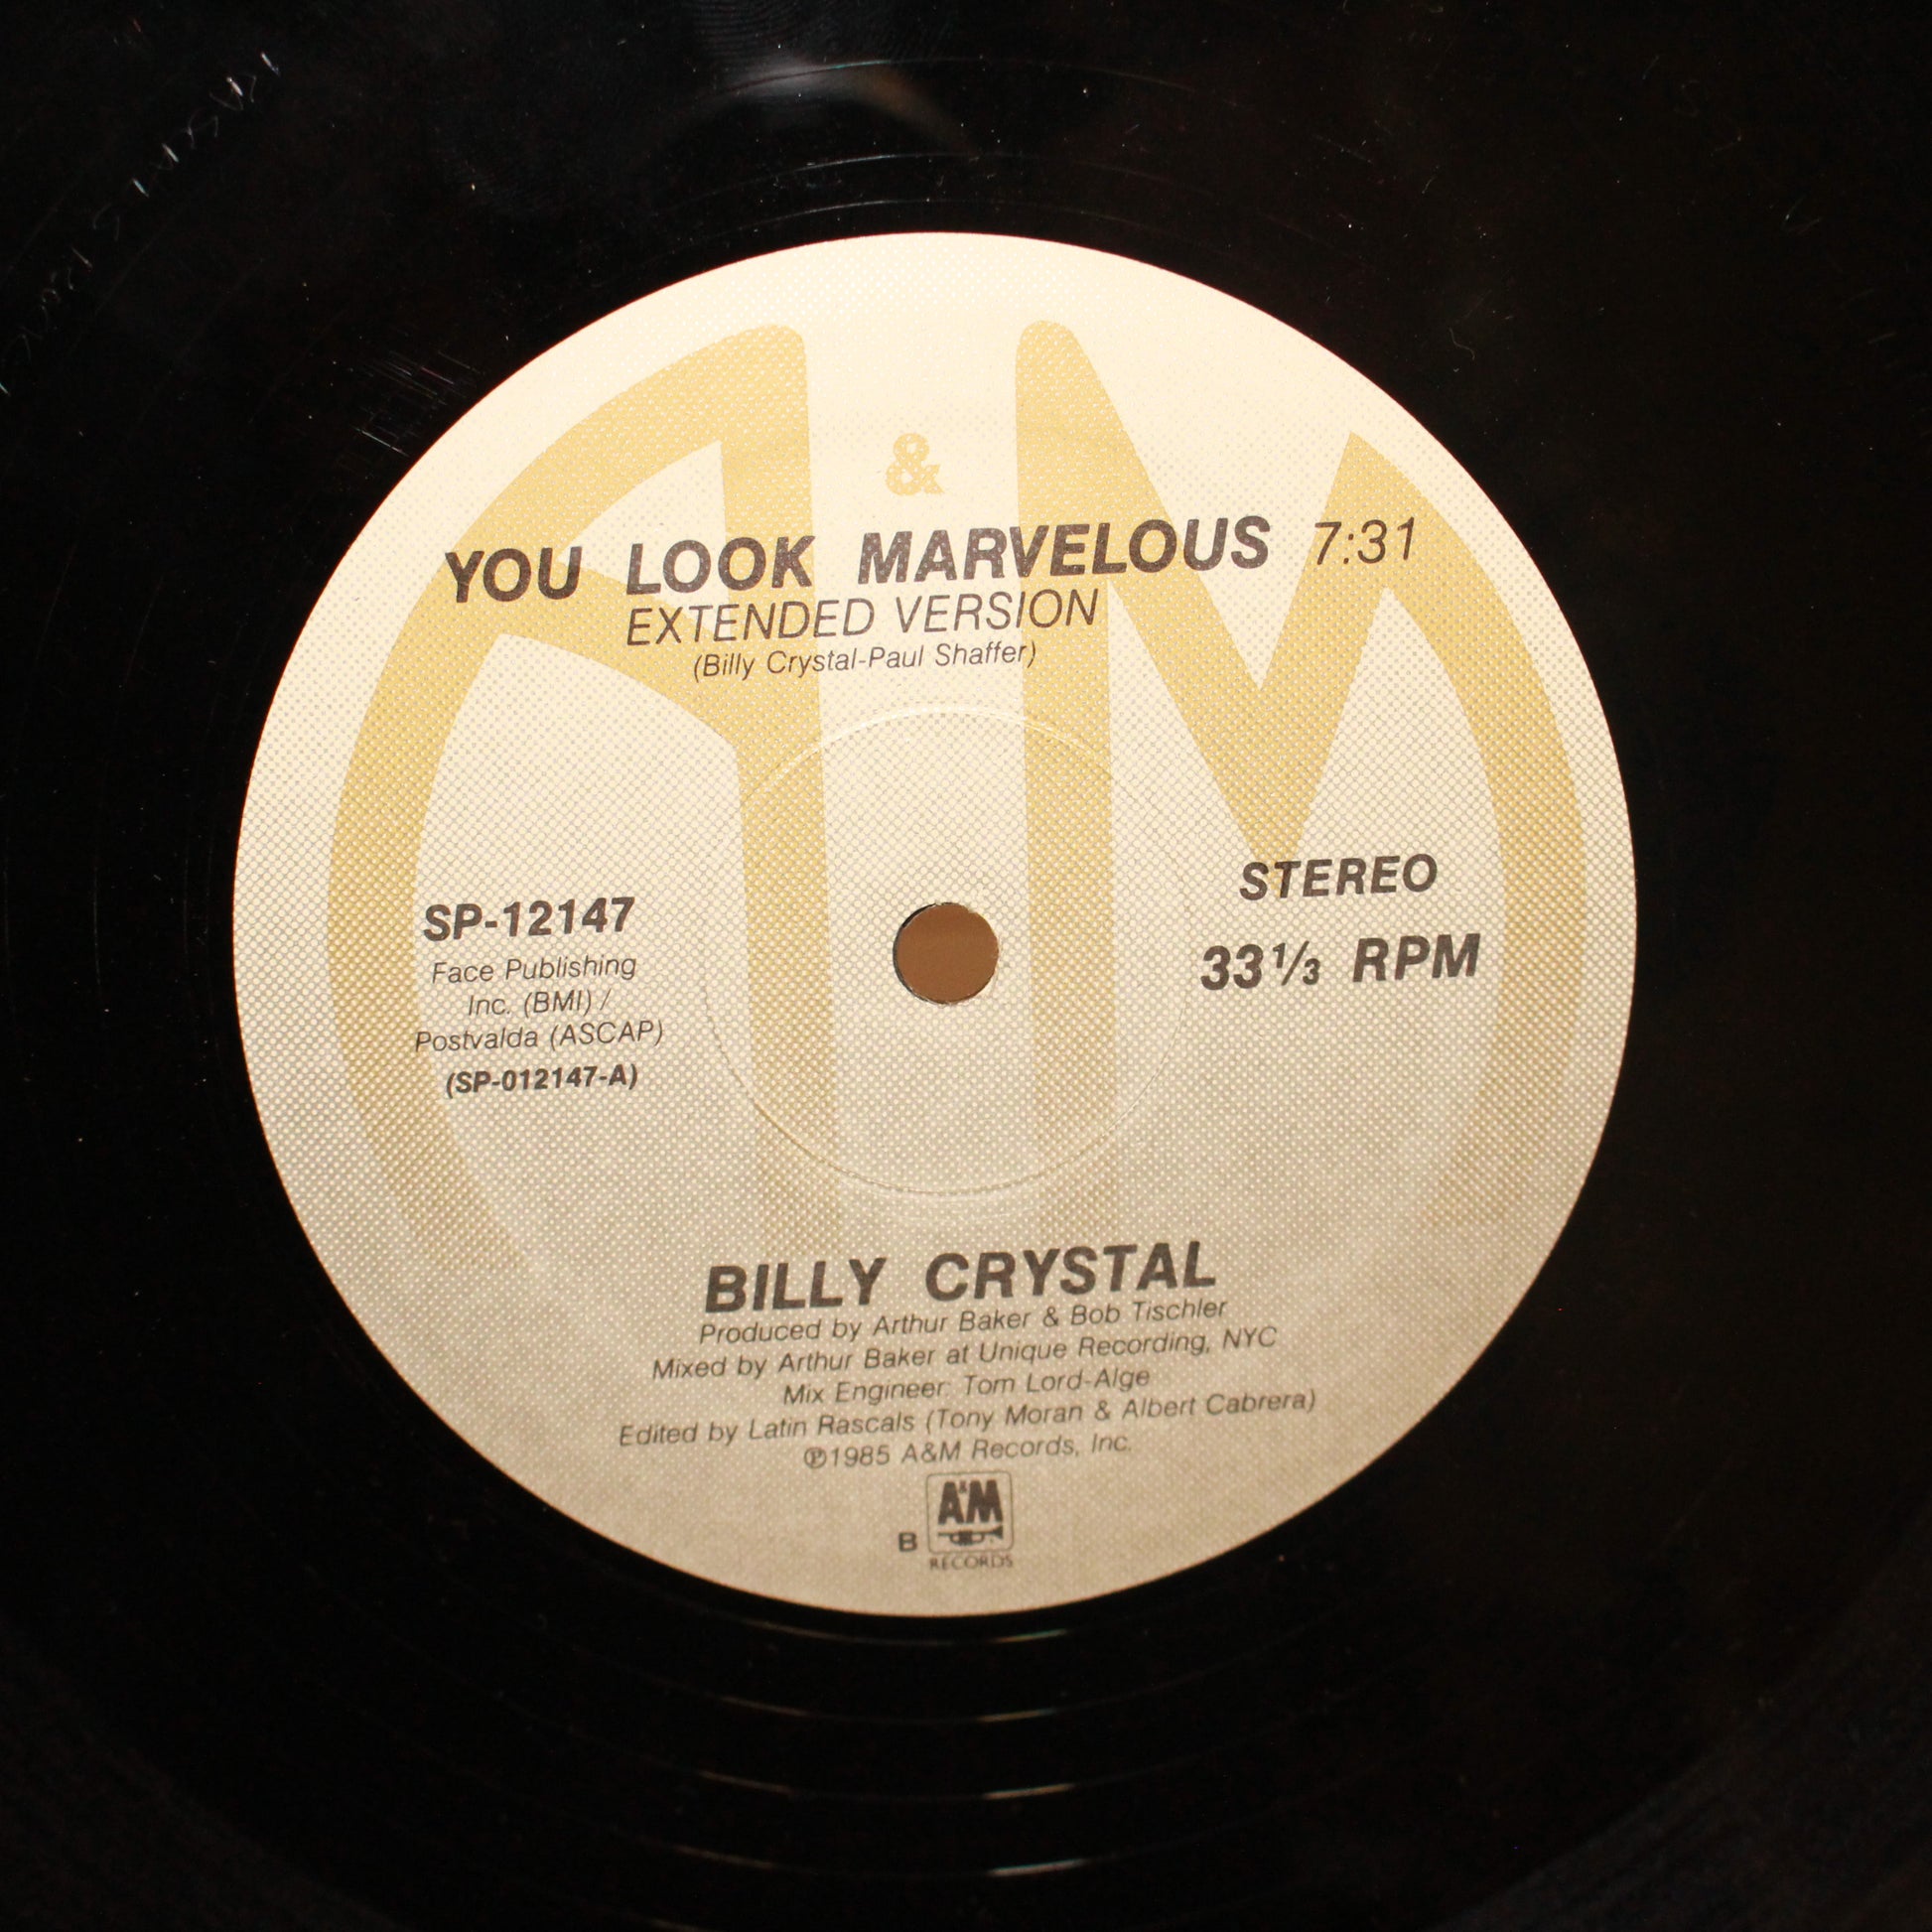 &
YOU LOOK MARVELOUS 7:31
EXTENDED VERSION
(Billy Crystal-Paul Shaffer)
SP-12147
Face Publishing
Inc. (BMI) /
Postvalda (ASCAP)
(SP-012147-A)
STEREO
33⅓ RPM
BILLY CRYSTAL
Produced by Arthur Baker & Bob Tischler
Mixed by Arthur Baker at Unique Recording, NYC
Mix Engineer: Tom Lord-Alge
Edited by Latin Rascals (Tony Moran & Albert Cabrera)
℗1985 A&M Records, Inc.
A&M
B
RECORDS